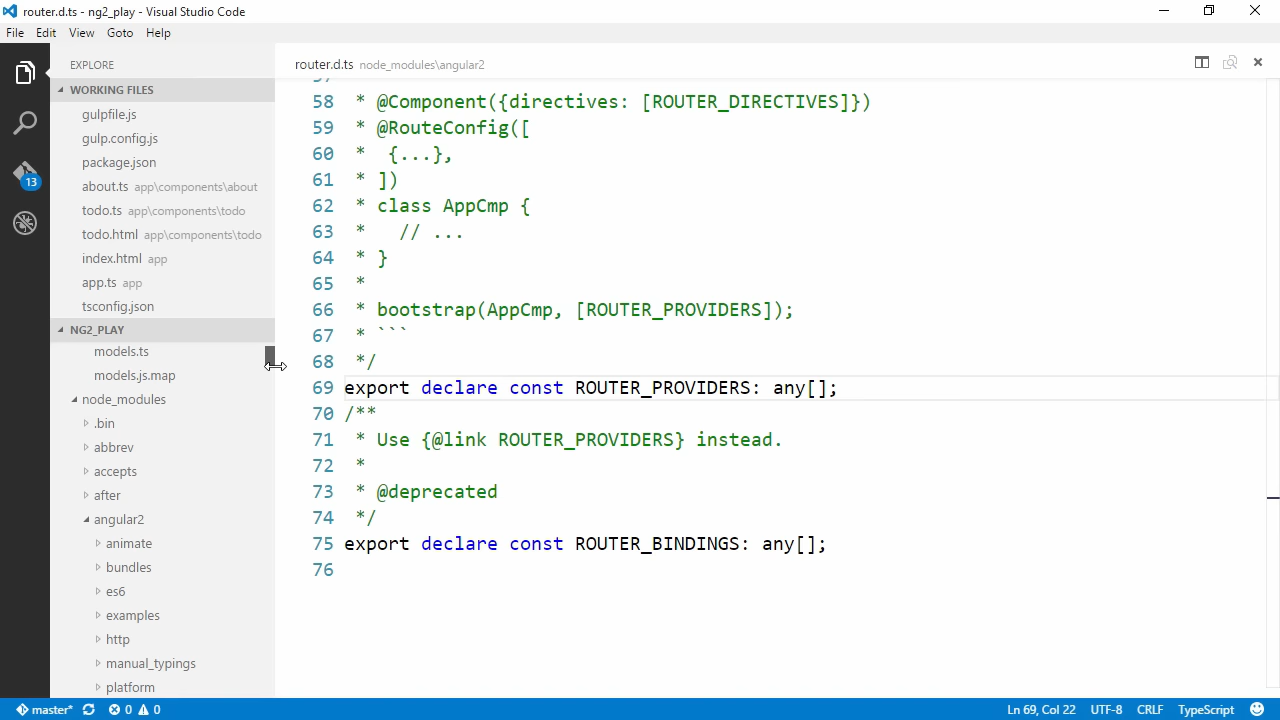 router.d.ts - ng2_play - Visual Studio Code
File Edit View Goto Help
EXPLORE
WORKING FILES
gulpfile.js
gulp.config.js
package.json
about.ts app\components\about
todo.ts app\components\todo
todo.html app\components\todo
index.html app
app.ts app
tsconfig.json
NG2_PLAY
models.ts
models.js.map
node_modules
.bin
abbrev
accepts
after
angular2
animate
bundles
es6
examples
http
manual_typings
platform
13
router.d.ts node_modules\angular2
57
58 * @Component({directives: [ROUTER_DIRECTIVES]})
59 * @RouteConfig([
60 *  {...},
61 * ])
62 * class AppCmp {
63 *   // ...
64 * }
65 *
66 * bootstrap(AppCmp, [ROUTER_PROVIDERS]);
67 * ```
68 */
69 export declare const ROUTER_PROVIDERS: any[];
70 /**
71 * Use {@link ROUTER_PROVIDERS} instead.
72 *
73 * @deprecated
74 */
75 export declare const ROUTER_BINDINGS: any[];
76
master* 0 0 Ln 69, Col 22 UTF-8 CRLF TypeScript